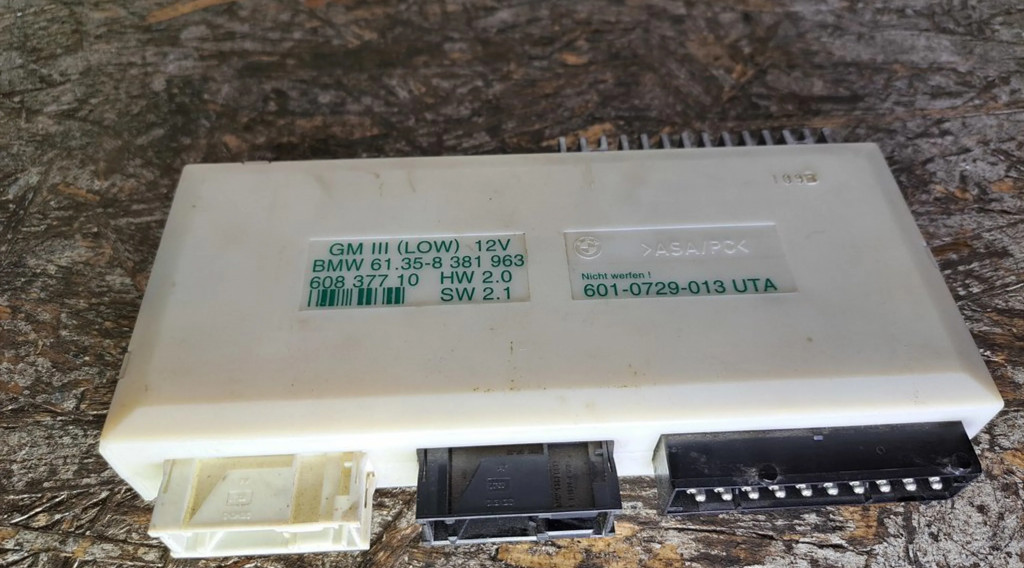 109B
GM III (LOW) 12V
BMW 61.35-8 381 963
608 377 10 HW 2.0
SW 2.1
>ASA/PC<
Nicht werfen !
601-0729-013 UTA